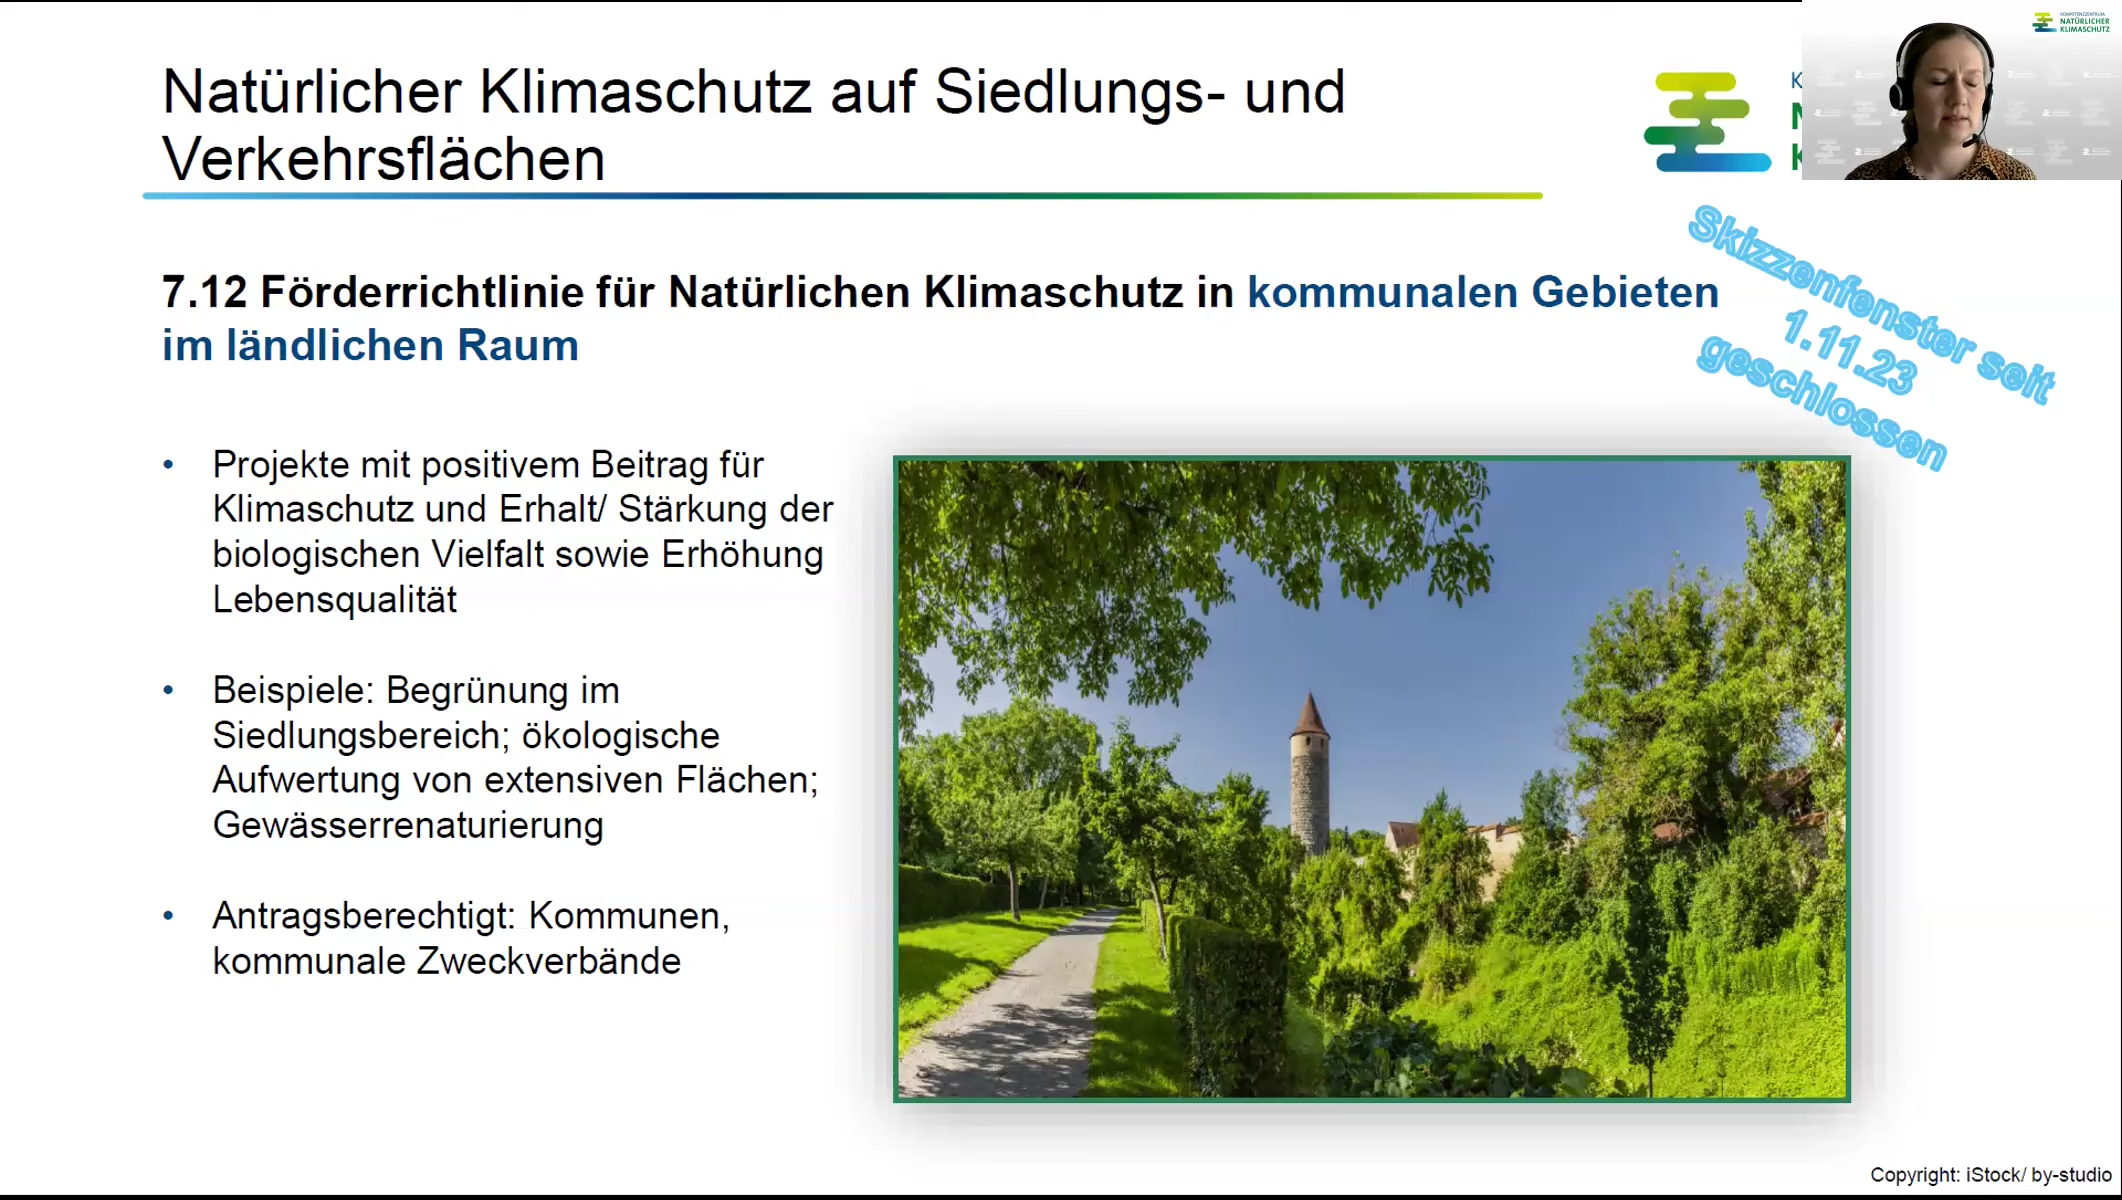 Natürlicher Klimaschutz auf Siedlungs- und
Verkehrsflächen
KOMPETENZZENTRUM
NATÜRLICHER
KLIMASCHUTZ
Skizzenfenster seit
1.11.23
geschlossen
7.12 Förderrichtlinie für Natürlichen Klimaschutz in kommunalen Gebieten
im ländlichen Raum
• Projekte mit positivem Beitrag für
Klimaschutz und Erhalt/ Stärkung der
biologischen Vielfalt sowie Erhöhung
Lebensqualität
• Beispiele: Begrünung im
Siedlungsbereich; ökologische
Aufwertung von extensiven Flächen;
Gewässerrenaturierung
• Antragsberechtigt: Kommunen,
kommunale Zweckverbände
Copyright: iStock/ by-studio